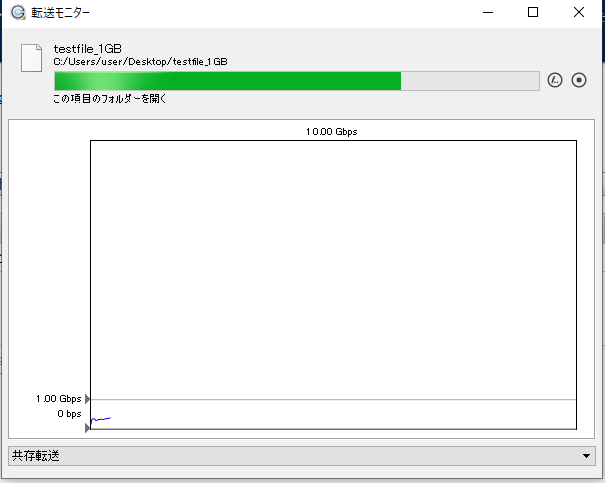 転送モニター
testfile_1GB
C:/Users/user/Desktop/testfile_1GB
この項目のフォルダーを開く
10.00 Gbps
1.00 Gbps
0 bps
共存転送